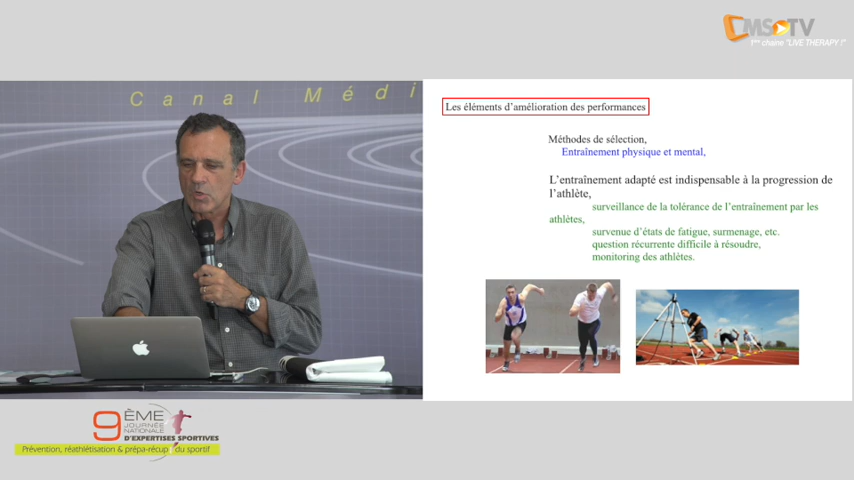 CMS TV
1ère chaîne "LIVE THERAPY !"
Canal Médi
Les éléments d'amélioration des performances
Méthodes de sélection,
Entraînement physique et mental,
L'entraînement adapté est indispensable à la progression de
l'athlète,
surveillance de la tolérance de l'entraînement par les
athlètes,
survenue d'états de fatigue, surmenage, etc.
question récurrente difficile à résoudre,
monitoring des athlètes.
9ÈME
JOURNÉE
NATIONALE
D'EXPERTISES SPORTIVES
Prévention, réathlétisation & prépa-récup du sportif